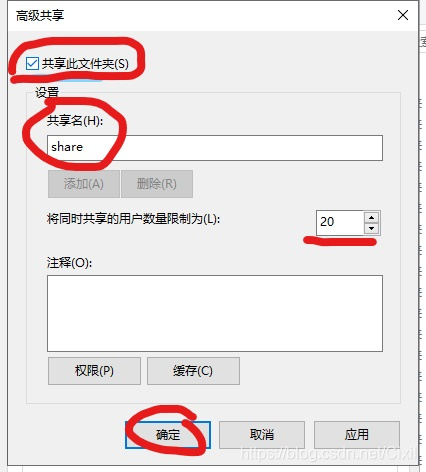 高级共享
共享此文件夹(S)
设置
共享名(H):
share
添加(A)
删除(R)
将同时共享的用户数量限制为(L):
20
注释(O):
权限(P)
缓存(C)
确定
取消
应用
https://blog.csdn.net/Cixil